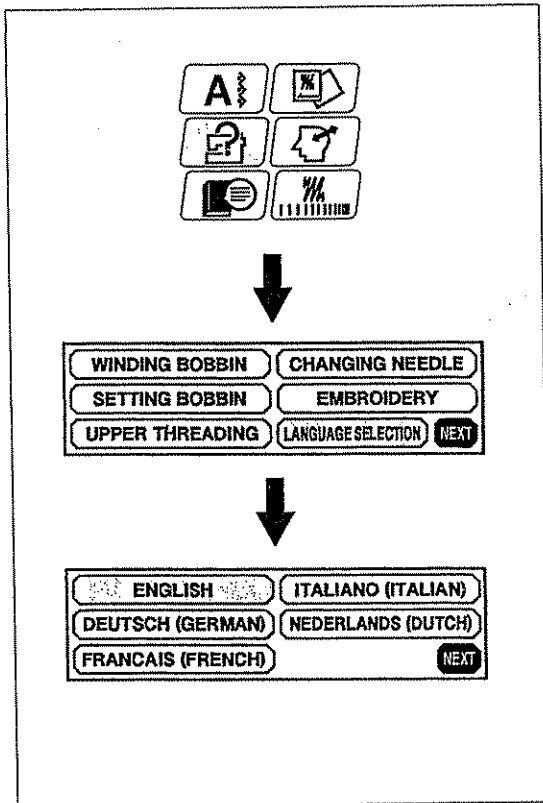 A
WINDING BOBBIN CHANGING NEEDLE
SETTING BOBBIN EMBROIDERY
UPPER THREADING LANGUAGE SELECTION NEXT
ENGLISH ITALIANO (ITALIAN)
DEUTSCH (GERMAN) NEDERLANDS (DUTCH)
FRANCAIS (FRENCH) NEXT